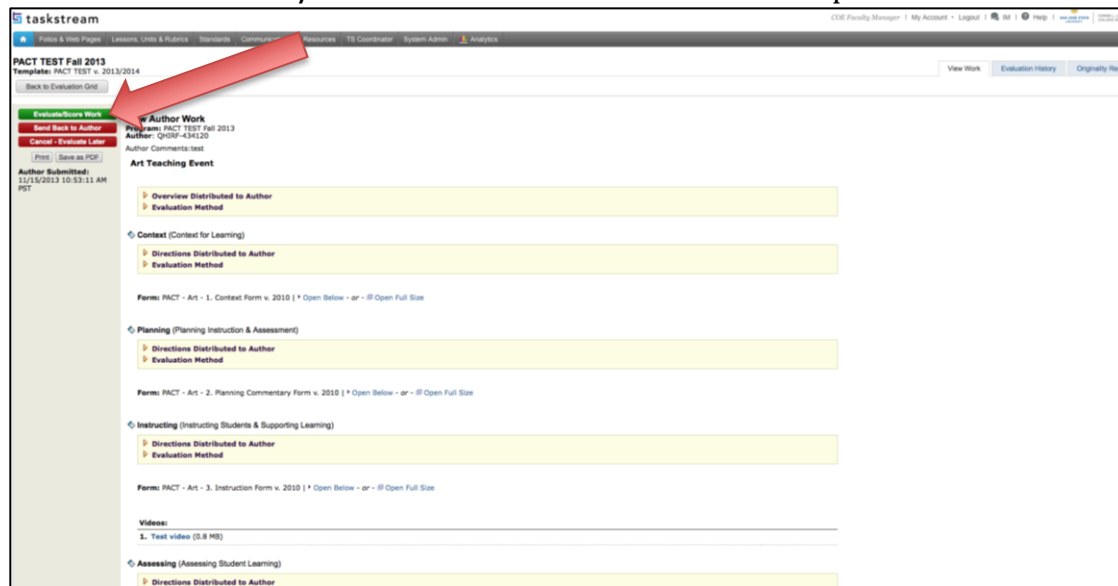 taskstream
COE Faculty Manager | My Account · Logout | IM | Help |
Folios & Web Pages Lessons, Units & Rubrics Standards Resources TS Coordinator System Admin Analytics
PACT TEST Fall 2013
Template: PACT TEST v. 2013/2014
View Work Evaluation History Originality Re
Back to Evaluation Grid
Evaluate/Score Work
Send Back to Author
Cancel - Evaluate Later
Print Save as PDF
Author Submitted:
11/15/2013 10:53:11 AM
PST
Author Work
Program: PACT TEST Fall 2013
Author: QHIRF-434120
Author Comments:test
Art Teaching Event
Overview Distributed to Author
Evaluation Method
Context (Context for Learning)
Directions Distributed to Author
Evaluation Method
Form: PACT - Art - 1. Context Form v. 2010 | Open Below - or - Open Full Size
Planning (Planning Instruction & Assessment)
Directions Distributed to Author
Evaluation Method
Form: PACT - Art - 2. Planning Commentary Form v. 2010 | Open Below - or - Open Full Size
Instructing (Instructing Students & Supporting Learning)
Directions Distributed to Author
Evaluation Method
Form: PACT - Art - 3. Instruction Form v. 2010 | Open Below - or - Open Full Size
Videos:
1. Test video (0.8 MB)
Assessing (Assessing Student Learning)
Directions Distributed to Author